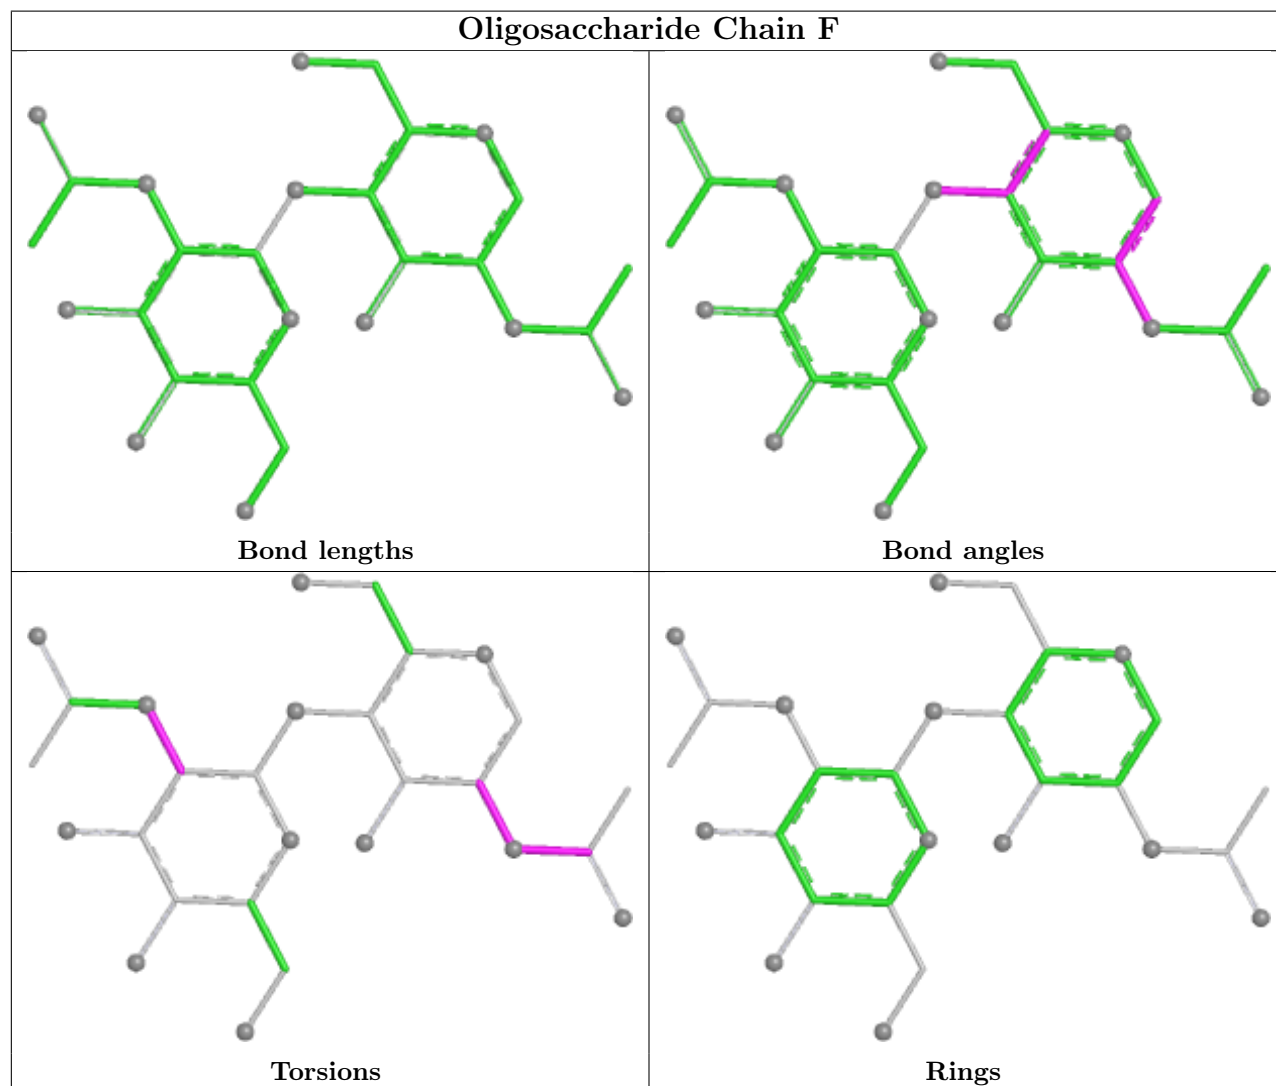 Oligosaccharide Chain F
Bond lengths
Bond angles
Torsions
Rings